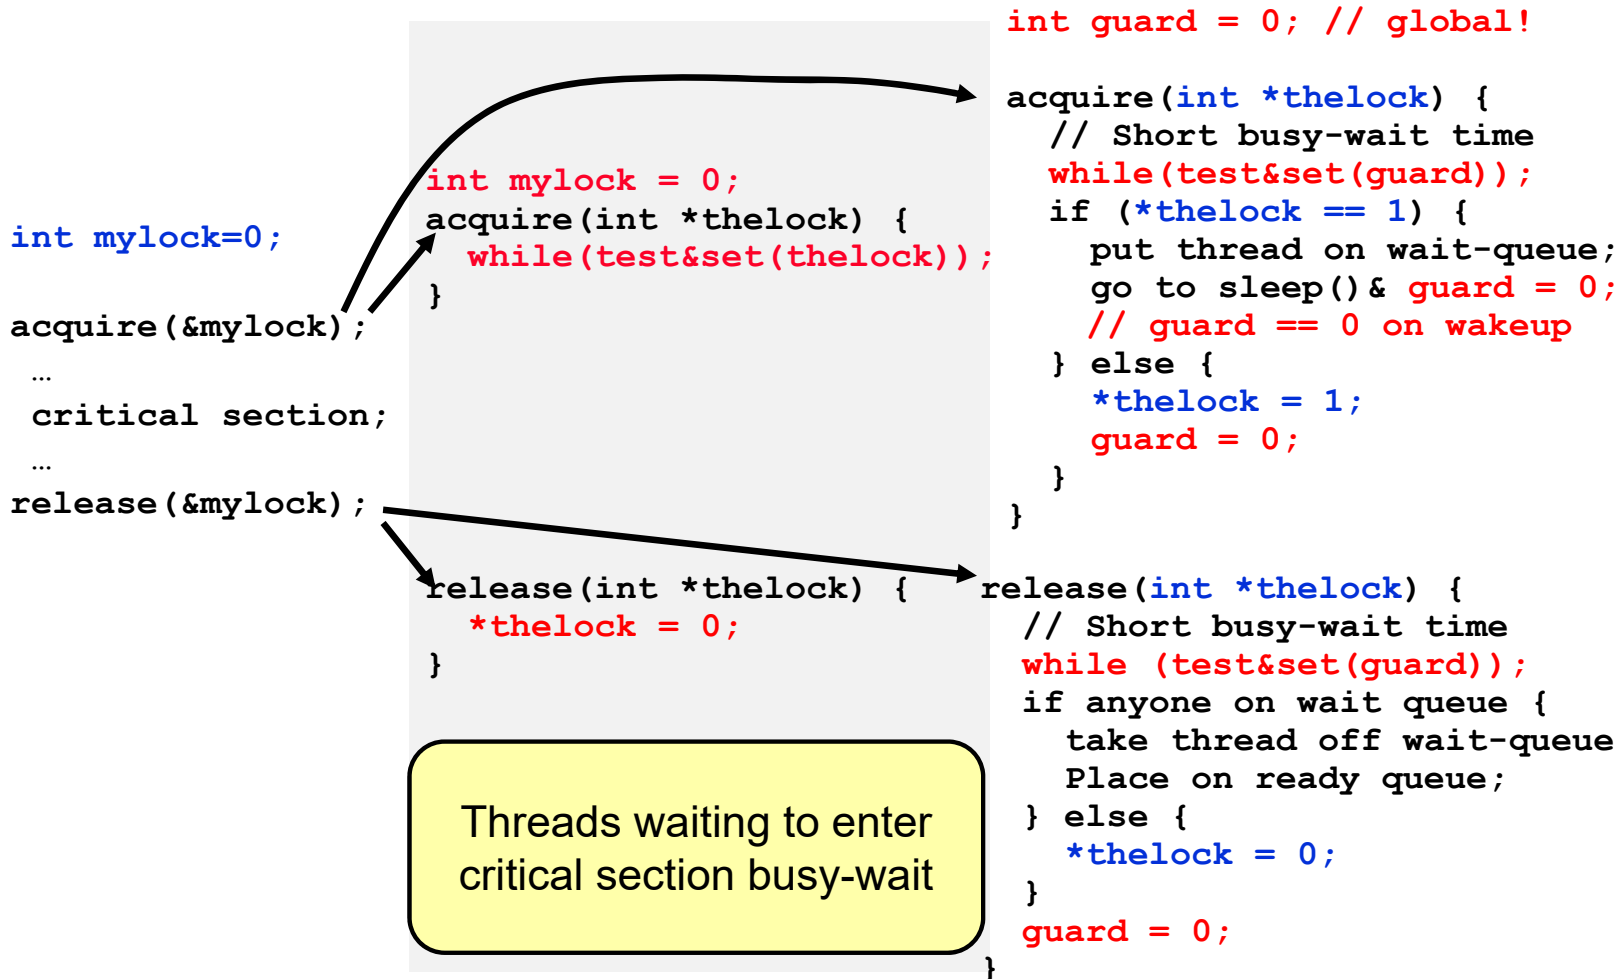 int mylock=0;
acquire(&mylock);
…
critical section;
…
release(&mylock);
int mylock = 0;
acquire(int *thelock) {
while(test&set(thelock));
}
release(int *thelock) {
*thelock = 0;
}
Threads waiting to enter
critical section busy-wait
int guard = 0; // global!
acquire(int *thelock) {
// Short busy-wait time
while(test&set(guard));
if (*thelock == 1) {
put thread on wait-queue;
go to sleep()& guard = 0;
// guard == 0 on wakeup
} else {
*thelock = 1;
guard = 0;
}
}
release(int *thelock) {
// Short busy-wait time
while (test&set(guard));
if anyone on wait queue {
take thread off wait-queue
Place on ready queue;
} else {
*thelock = 0;
}
guard = 0;
}